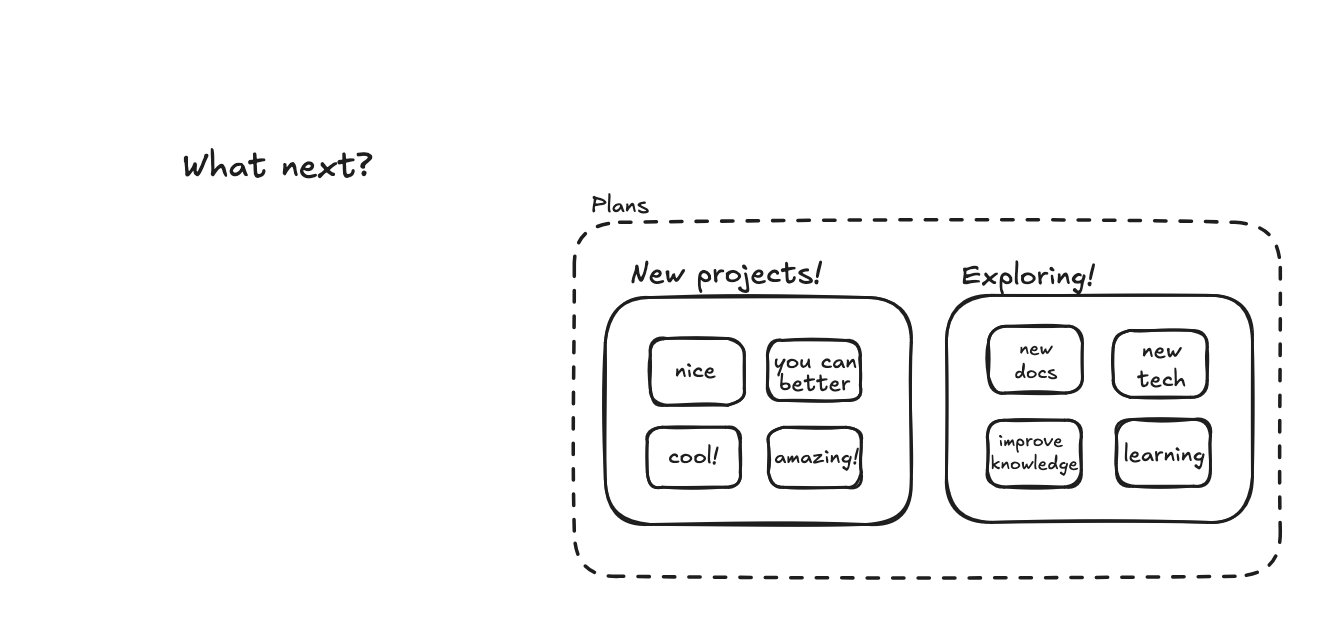 What next?
Plans
New projects!
nice
you can
better
cool!
amazing!
Exploring!
new
docs
new
tech
improve
knowledge
learning